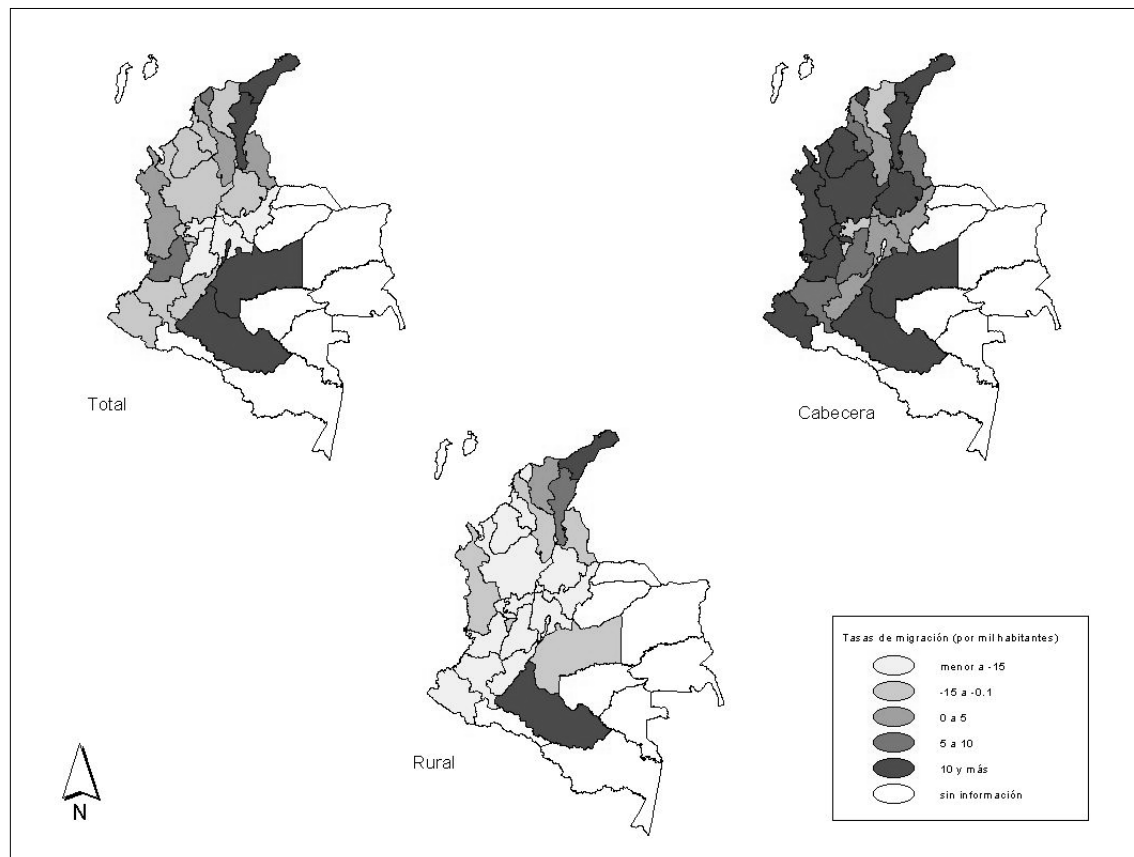 Total
Cabecera
Rural
N
Tasas de migración (por mil habitantes)
menor a -15
-15 a -0.1
0 a 5
5 a 10
10 y más
sin información